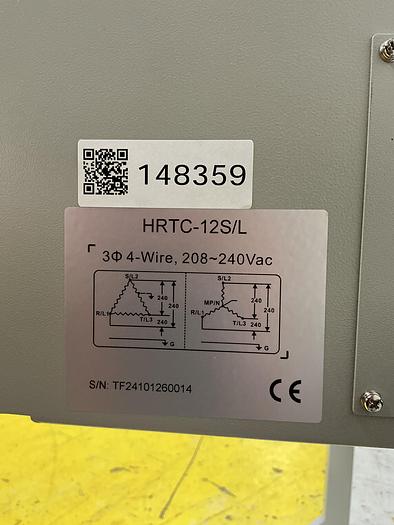 148359
HRTC-12S/L
3Φ 4-Wire, 208~240Vac
S/L2
240
240
240
R/L1
T/L3
G
S/L2
MP/N
240
240
240
R/L1
T/L3
G
S/N: TF24101260014
CE